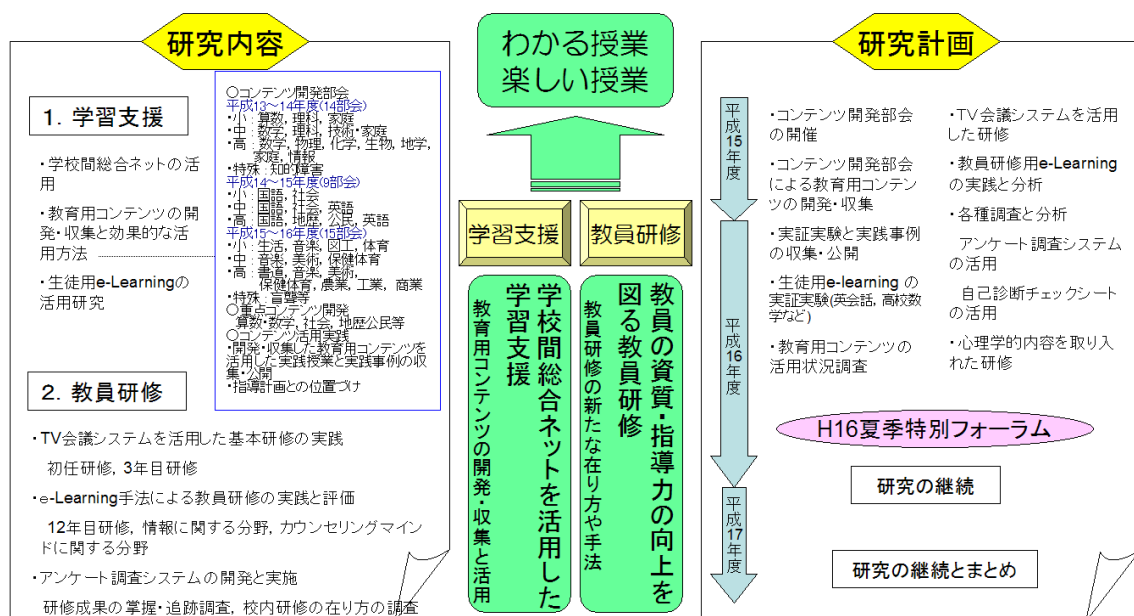 研究内容
1. 学習支援
・学校間総合ネットの活
用
・教育用コンテンツの開
発・収集と効果的な活
用方法
・生徒用e-Learningの
活用研究
○コンテンツ開発部会
平成13～14年度(14部会)
・小：算数, 理科, 家庭
・中：数学, 理科, 技術・家庭
・高：数学, 物理, 化学, 生物, 地学,
家庭, 情報
・特殊：知的障害
平成14～15年度(9部会)
・小：国語, 社会
・中：国語, 社会, 英語
・高：国語, 地歴, 公民, 英語
平成15～16年度(15部会)
・小：生活, 音楽, 図工, 体育
・中：音楽, 美術, 保健体育
・高：書道, 音楽, 美術,
保健体育, 農業, 工業, 商業
・特殊：盲聾等
○重点コンテンツ開発
算数・数学, 社会, 地歴公民等
○コンテンツ活用実践
・開発・収集した教育用コンテンツを
活用した実践授業と実践事例の収
集・公開
・指導計画との位置づけ
2. 教員研修
・TV会議システムを活用した基本研修の実践
初任研修, 3年目研修
・e-Learning手法による教員研修の実践と評価
12年目研修, 情報に関する分野, カウンセリングマイン
ドに関する分野
・アンケート調査システムの開発と実施
研修成果の掌握・追跡調査, 校内研修の在り方の調査
わかる授業
楽しい授業
学習支援
教員研修
学校間総合ネットを活用した
学習支援
教育用コンテンツの開発・収集と活用
教員の資質・指導力の向上を
図る教員研修
教員研修の新たな在り方や手法
研究計画
平成15年度
平成16年度
平成17年度
・コンテンツ開発部会
の開催
・コンテンツ開発部会
による教育用コンテン
ツの開発・収集
・実証実験と実践事例
の収集・公開
・生徒用e-learning の
実証実験(英会話, 高校数
学など)
・教育用コンテンツの
活用状況調査
・TV会議システムを活用
した研修
・教員研修用e-Learning
の実践と分析
・各種調査と分析
アンケート調査システム
の活用
自己診断チェックシート
の活用
・心理学的内容を取り入
れた研修
H16夏季特別フォーラム
研究の継続
研究の継続とまとめ